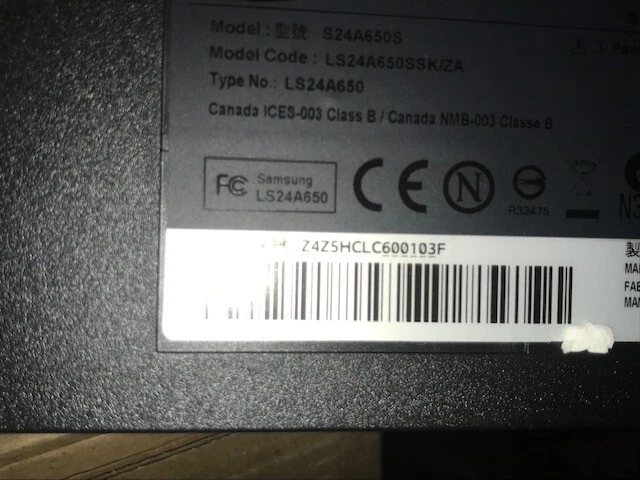 Model : 型號 S24A650S
Model Code : LS24A650SSK/ZA
Type No.: LS24A650
Canada ICES-003 Class B / Canada NMB-003 Classe B
FC Samsung
LS24A650
CE N
R33475
Z4Z5HCLC600103F